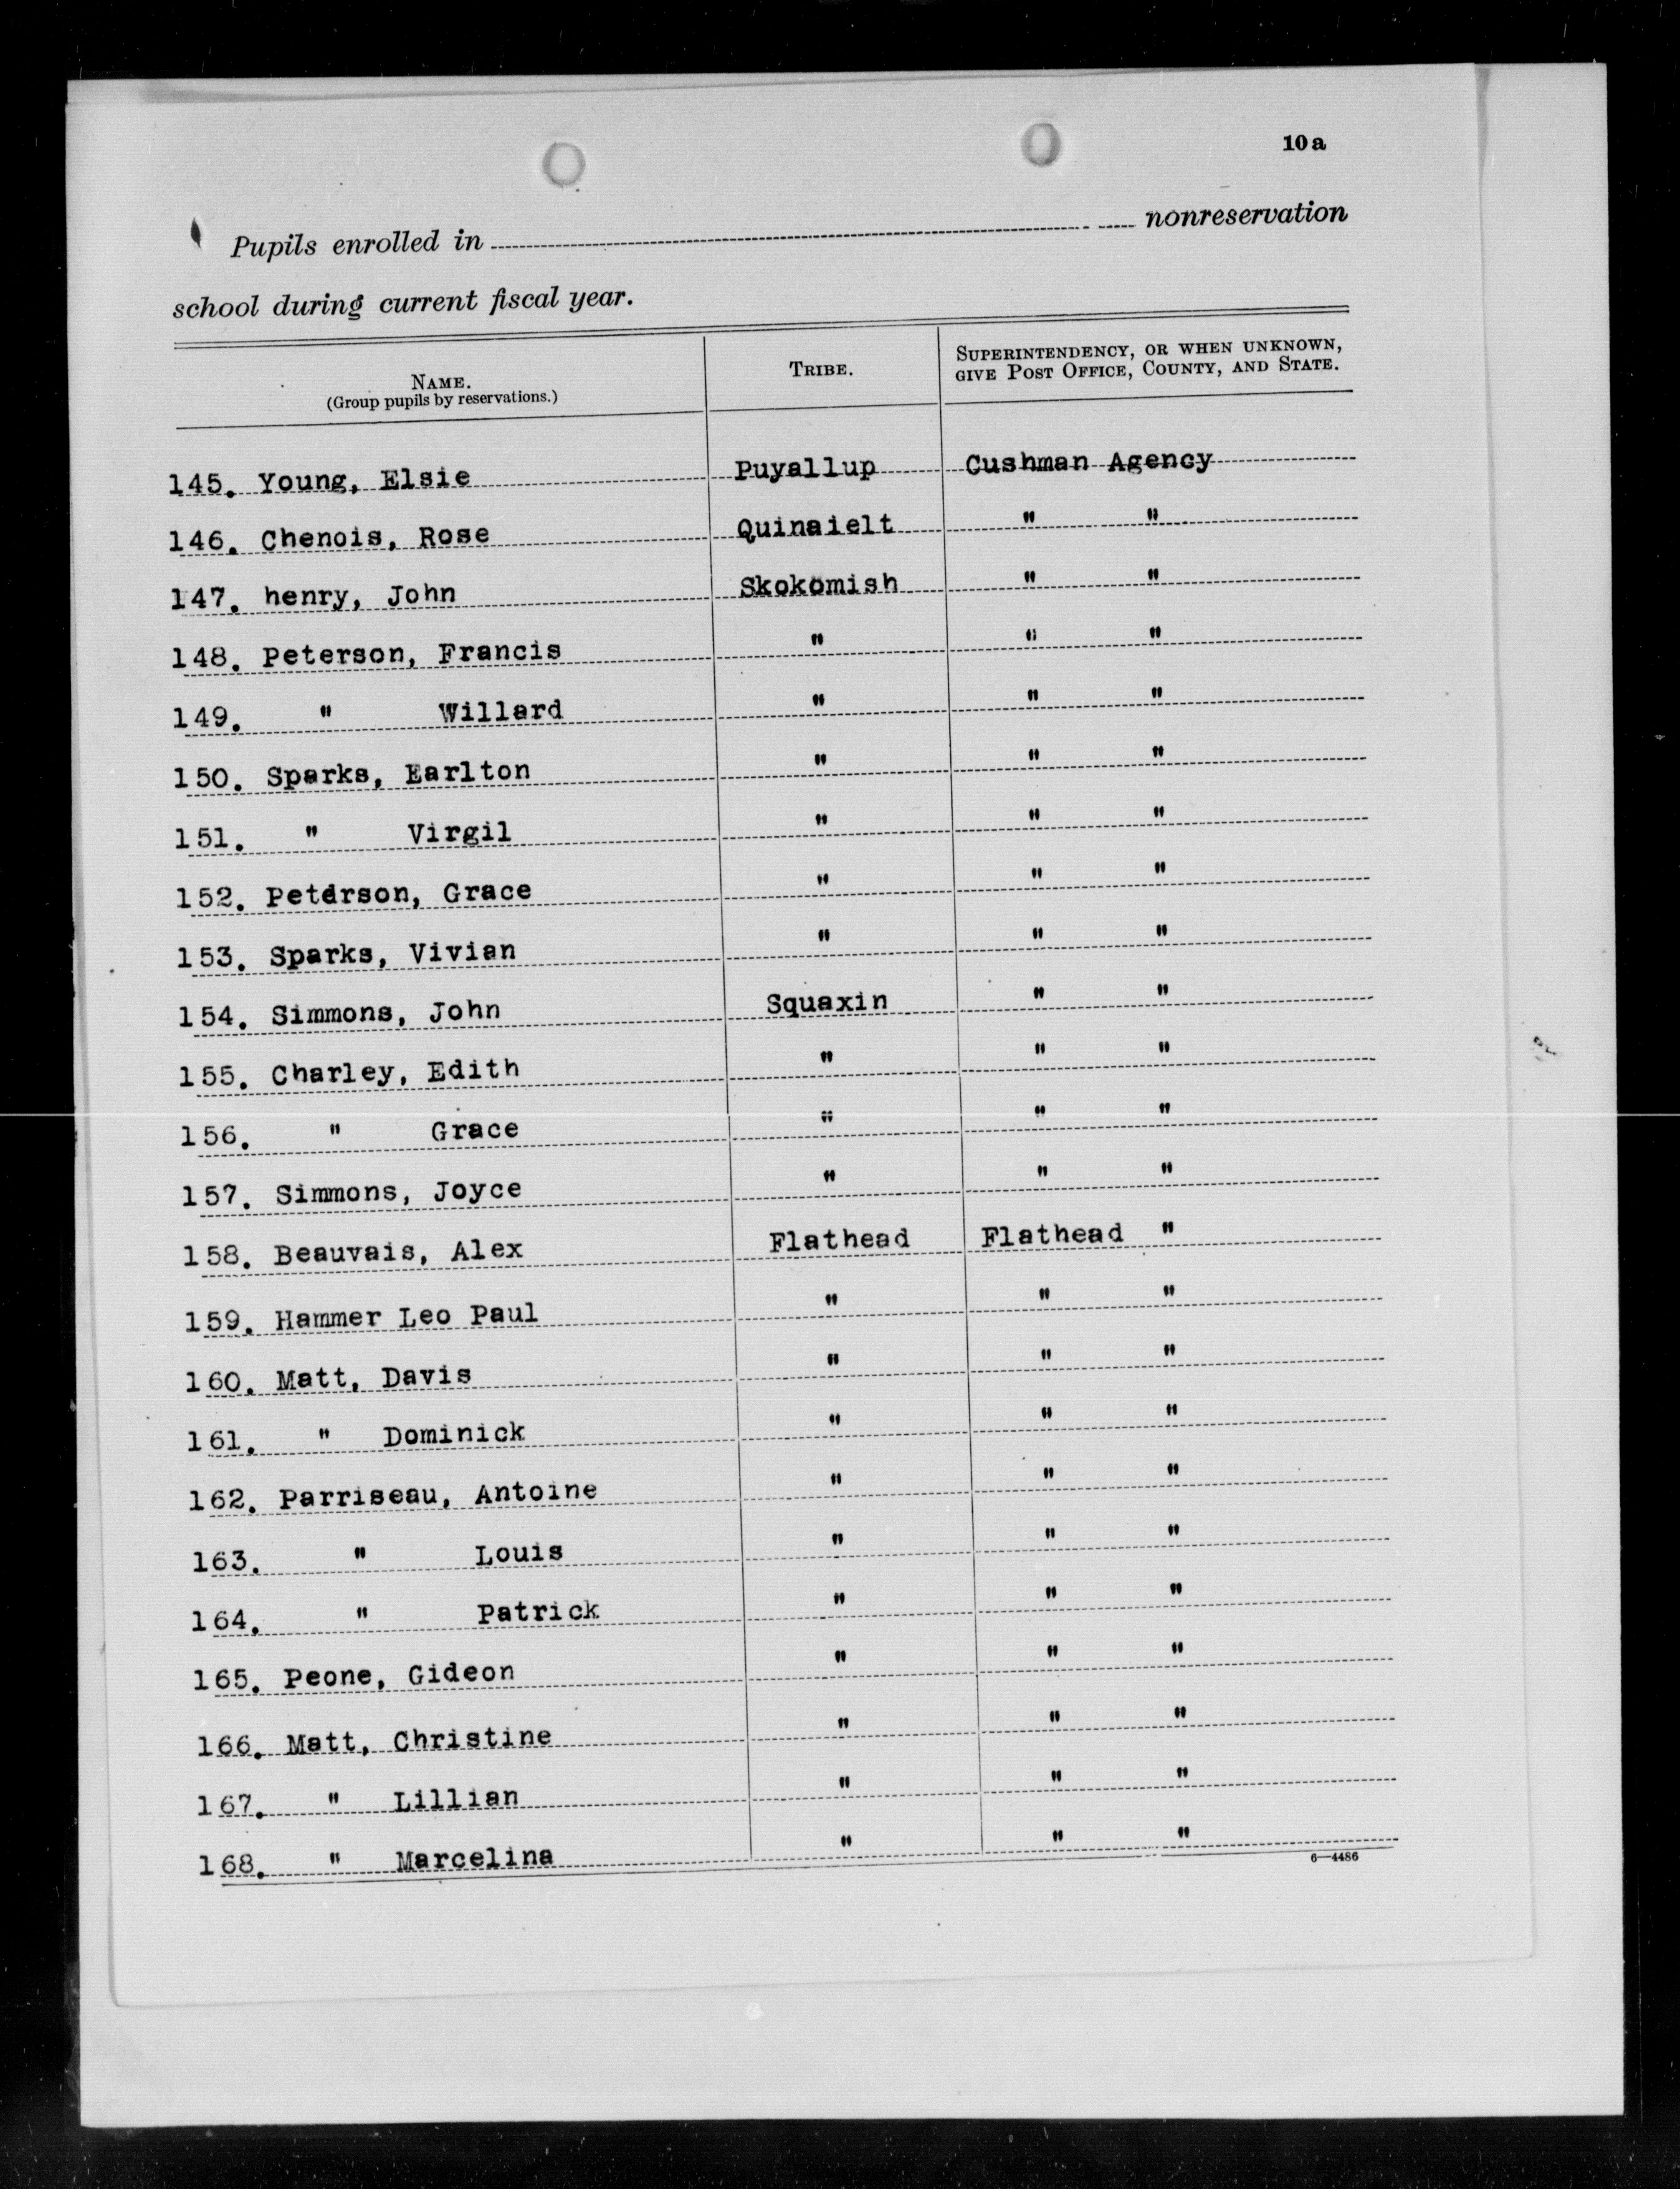 10a
Pupils enrolled in nonreservation
school during current fiscal year.
NAME. (Group pupils by reservations.) TRIBE. SUPERINTENDENCY, OR WHEN UNKNOWN, GIVE POST OFFICE, COUNTY, AND STATE.
145. Young, Elsie Puyallup Cushman Agency
146. Chenois, Rose Quinaielt " "
147. henry, John Skokomish " "
148. Peterson, Francis " " "
149. " Willard " " "
150. Sparks, Earlton " " "
151. " Virgil " " "
152. Peterson, Grace " " "
153. Sparks, Vivian " " "
154. Simmons, John Squaxin " "
155. Charley, Edith " " "
156. " Grace " " "
157. Simmons, Joyce " " "
158. Beauvais, Alex Flathead Flathead "
159. Hammer Leo Paul " " "
160. Matt, Davis " " "
161. " Dominick " " "
162. Parriseau, Antoine " " "
163. " Louis " " "
164. " Patrick " " "
165. Peone, Gideon " " "
166. Matt, Christine " " "
167. " Lillian " " "
168. " Marcelina " " "
6—4486